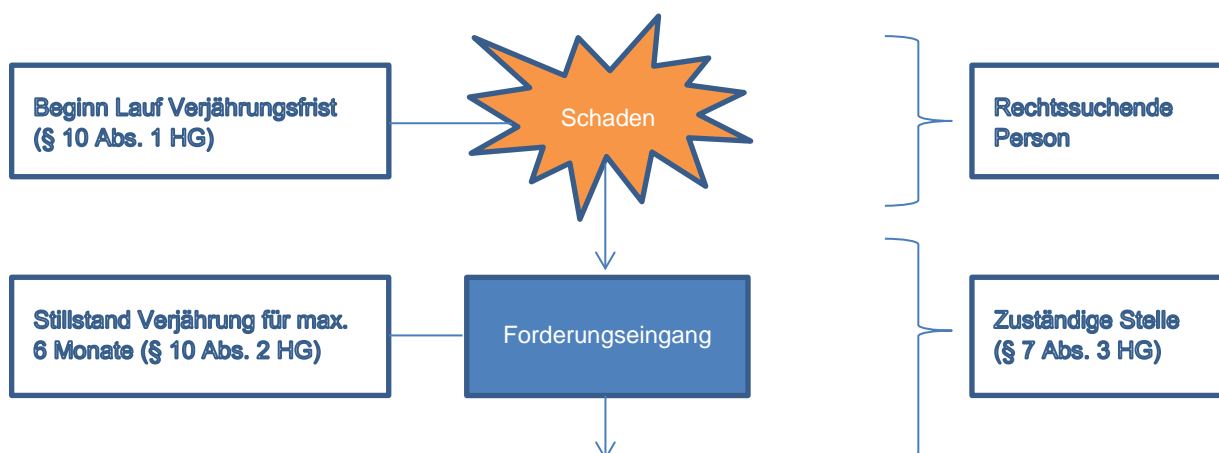 Beginn Lauf Verjährungsfrist
(§ 10 Abs. 1 HG)
Schaden
Rechtssuchende
Person
Stillstand Verjährung für max.
6 Monate (§ 10 Abs. 2 HG)
Forderungseingang
Zuständige Stelle
(§ 7 Abs. 3 HG)